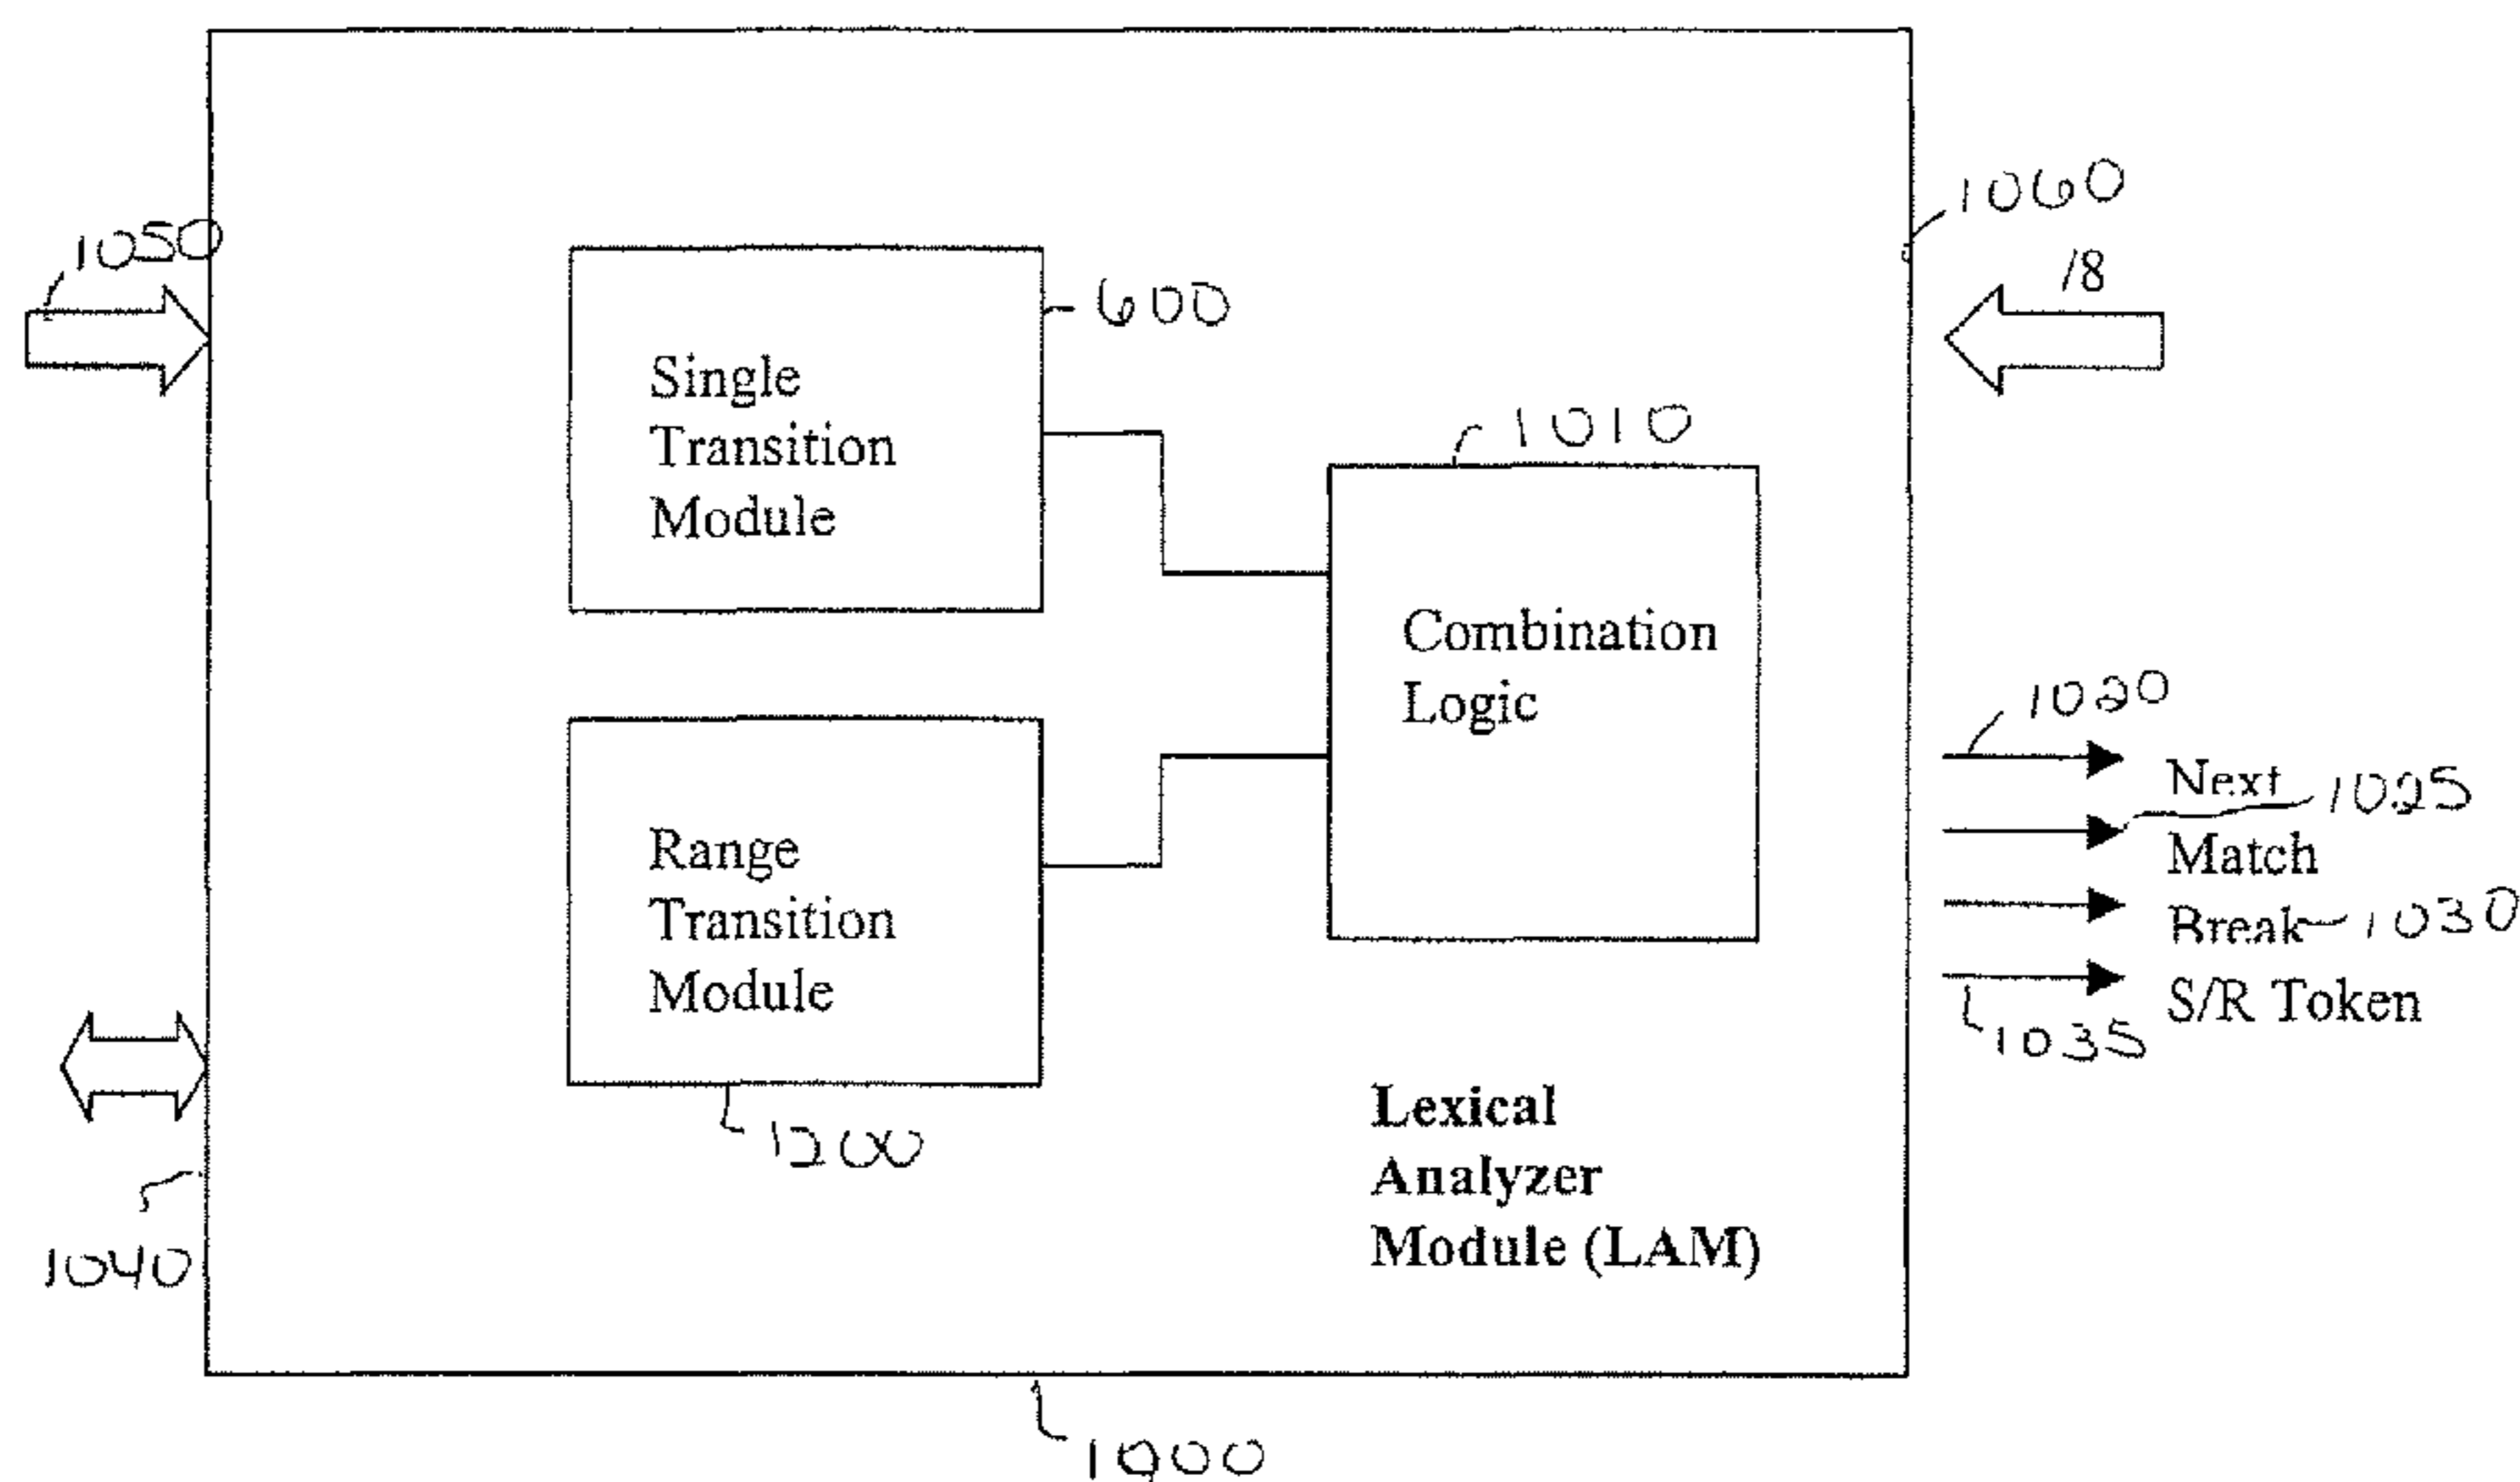 1060
1050
/8
600
Single
Transition
Module
1010
Combination
Logic
1020
Next
1025
Match
Break
1030
S/R Token
1035
Range
Transition
Module
1200
Lexical
Analyzer
Module (LAM)
1040
1000